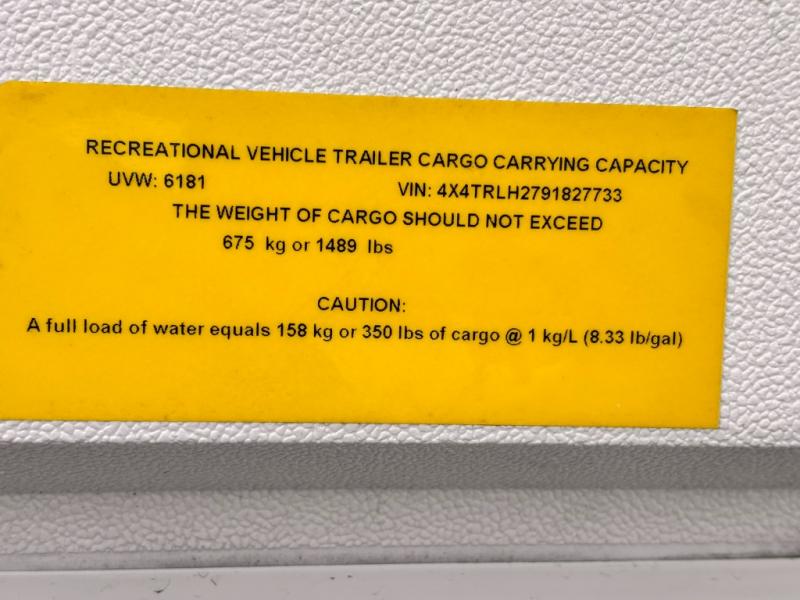 RECREATIONAL VEHICLE TRAILER CARGO CARRYING CAPACITY
UVW: 6181 VIN: 4X4TRLH2791827733
THE WEIGHT OF CARGO SHOULD NOT EXCEED
675 kg or 1489 lbs
CAUTION:
A full load of water equals 158 kg or 350 lbs of cargo @ 1 kg/L (8.33 lb/gal)